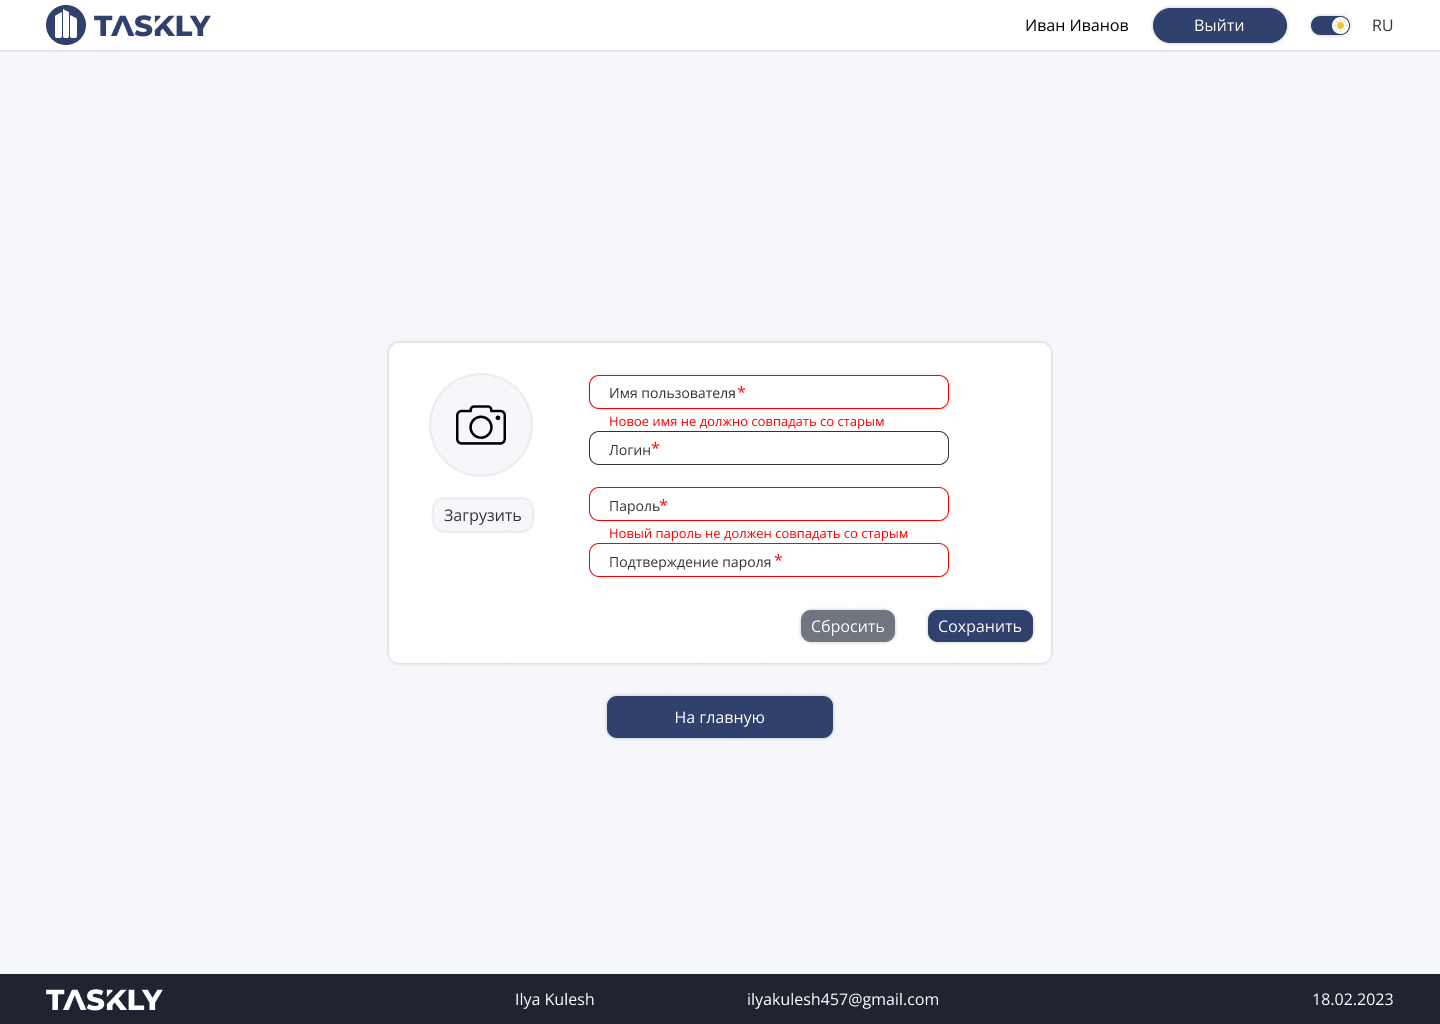 TASKLY
Иван Иванов
Выйти
RU
Имя пользователя*
Новое имя не должно совпадать со старым
Логин*
Загрузить
Пароль*
Новый пароль не должен совпадать со старым
Подтверждение пароля *
Сбросить
Сохранить
На главную
TASKLY
Ilya Kulesh
ilyakulesh457@gmail.com
18.02.2023